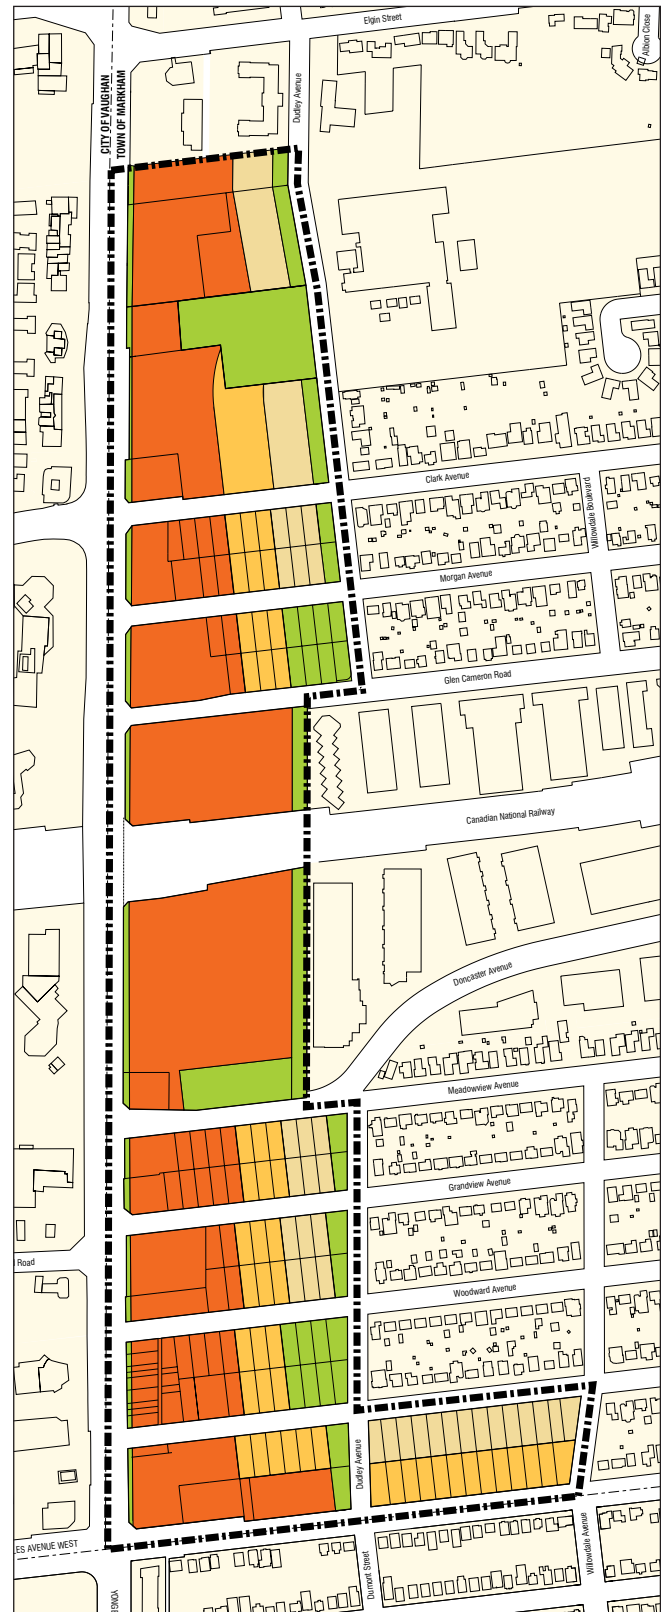 Elgin Street
Albion Close
Dudley Avenue
CITY OF VAUGHAN
TOWN OF MARKHAM
Clark Avenue
Willowdale Boulevard
Morgan Avenue
Glen Cameron Road
Canadian National Railway
Doncaster Avenue
Meadowview Avenue
Grandview Avenue
Road
Woodward Avenue
Dudley Avenue
ES AVENUE WEST
Willowdale Avenue
Dumont Street
YONG